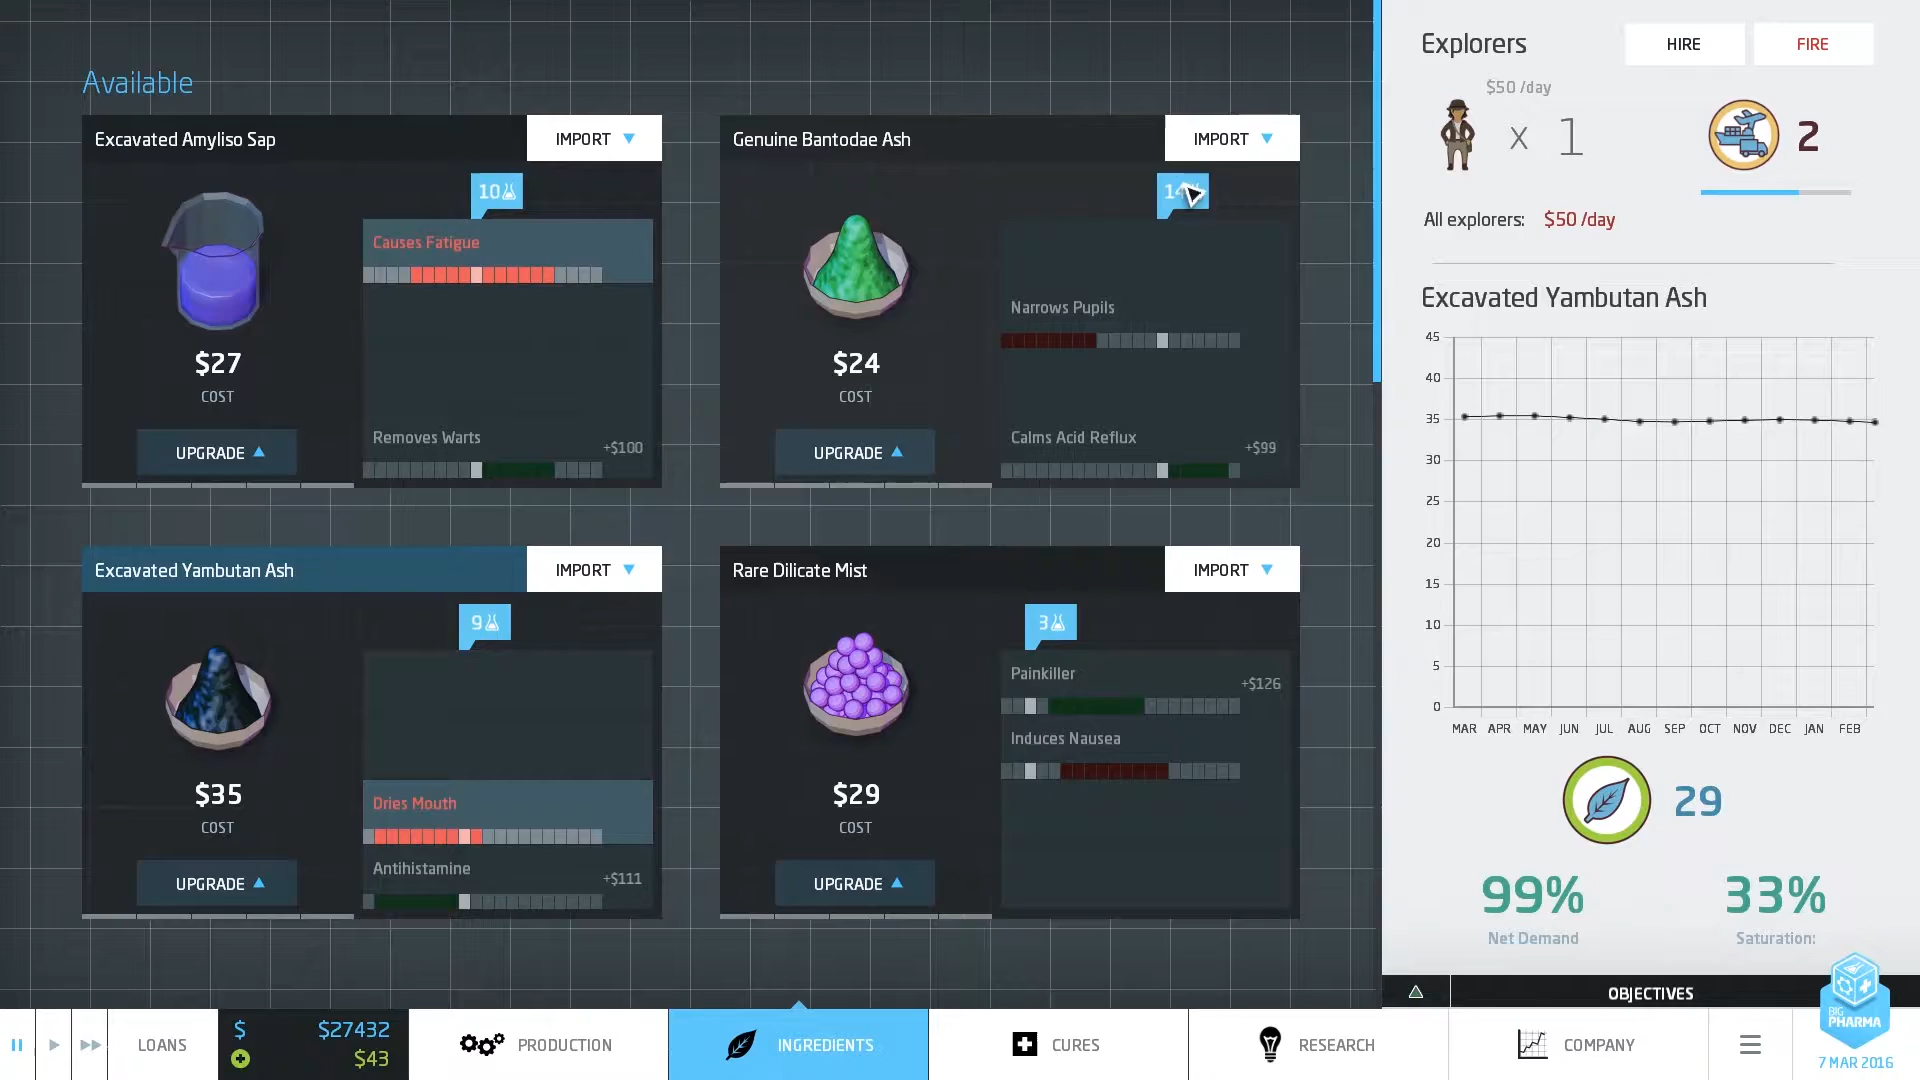 Available
Excavated Amyliso Sap
IMPORT
10
Causes Fatigue
$27
COST
UPGRADE
Removes Warts
+$100
Genuine Bantodae Ash
IMPORT
Narrows Pupils
$24
COST
UPGRADE
Calms Acid Reflux
+$99
Excavated Yambutan Ash
IMPORT
9
$35
COST
UPGRADE
Dries Mouth
Antihistamine
+$111
Rare Dilicate Mist
IMPORT
3
Painkiller
+$126
Induces Nausea
$29
COST
UPGRADE
Explorers
HIRE
FIRE
$50 /day
x 1
2
All explorers: $50 /day
Excavated Yambutan Ash
45
40
35
30
25
20
15
10
5
0
MAR APR MAY JUN JUL AUG SEP OCT NOV DEC JAN FEB
29
99%
Net Demand
33%
Saturation:
OBJECTIVES
BIG
PHARMA
7 MAR 2016
LOANS
$ $27432
$43
PRODUCTION
INGREDIENTS
CURES
RESEARCH
COMPANY